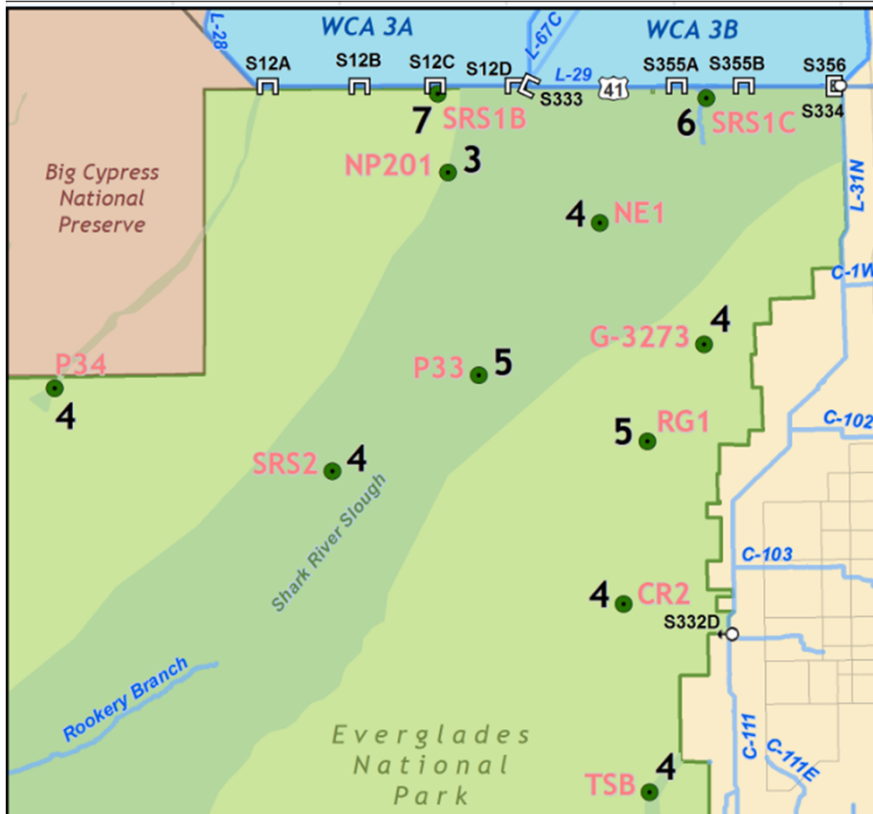 WCA 3A
WCA 3B
L-28
L-67C
S12A
S12B
S12C
S12D
L-29
S333
41
S355A
S355B
S356
S334
7
SRS1B
6
SRS1C
NP201
3
Big Cypress
National
Preserve
4
NE1
L-31N
C-1W
P34
4
P33
5
G-3273
4
5
RG1
C-102
SRS2
4
Shark River Slough
C-103
4
CR2
S332D
Rookery Branch
Everglades
National
Park
C-111
C-111E
TSB
4